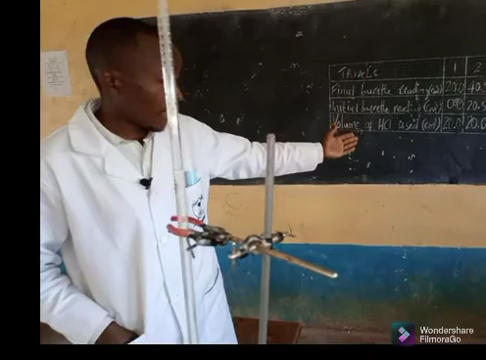 TRIALS 1 2
Final burette reading (cm³) 20.0 40.5
Initial burette reading (cm³) 0.0 20.5
Volume of HCl used (cm³) 20.0 20.0
Wondershare
FilmoraGo